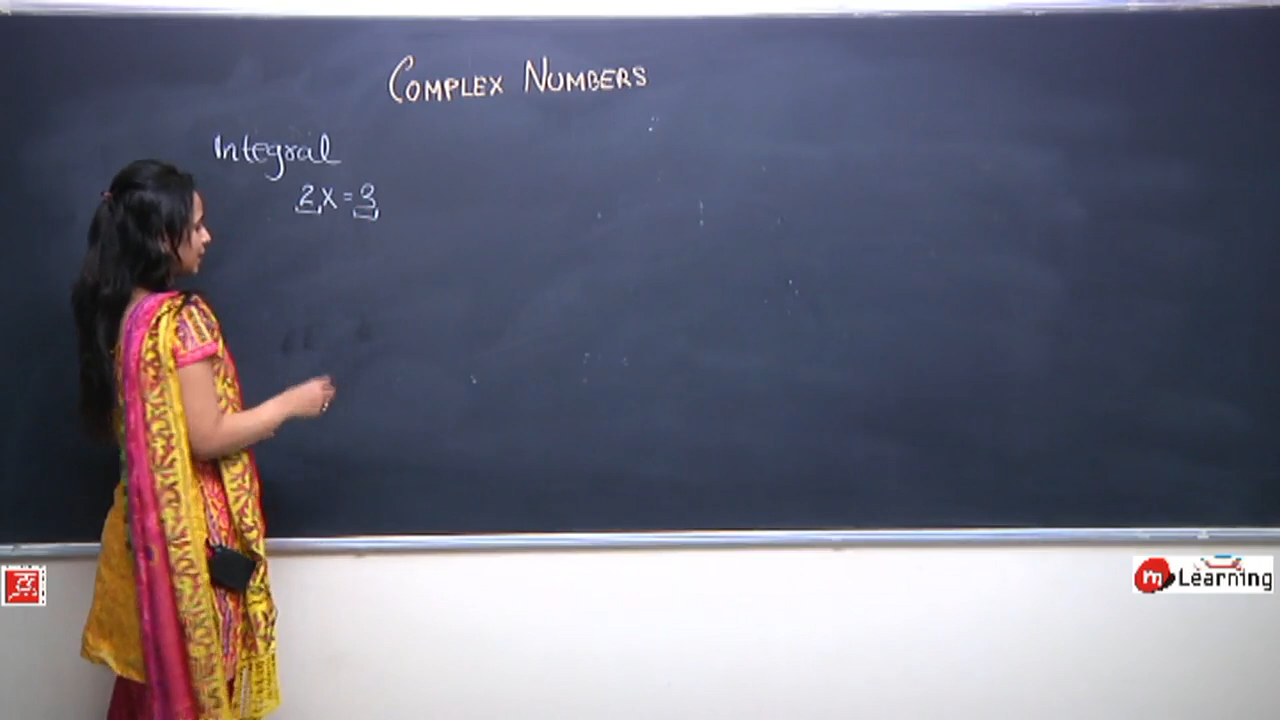 COMPLEX NUMBERS
Integral
2x = 3
m Learning